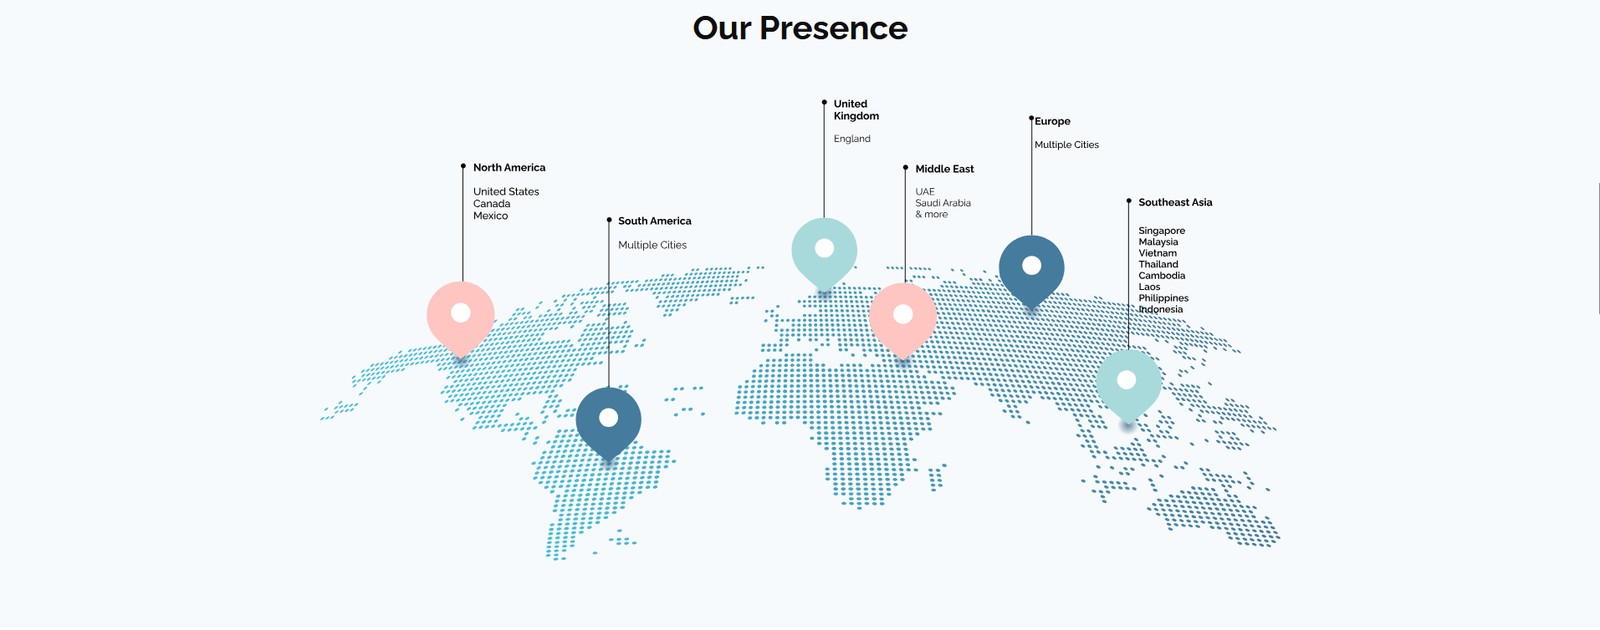 Our Presence
United
Kingdom
England
Europe
Multiple Cities
North America
United States
Canada
Mexico
Middle East
UAE
Saudi Arabia
& more
South America
Multiple Cities
Southeast Asia
Singapore
Malaysia
Vietnam
Thailand
Cambodia
Laos
Philippines
Indonesia